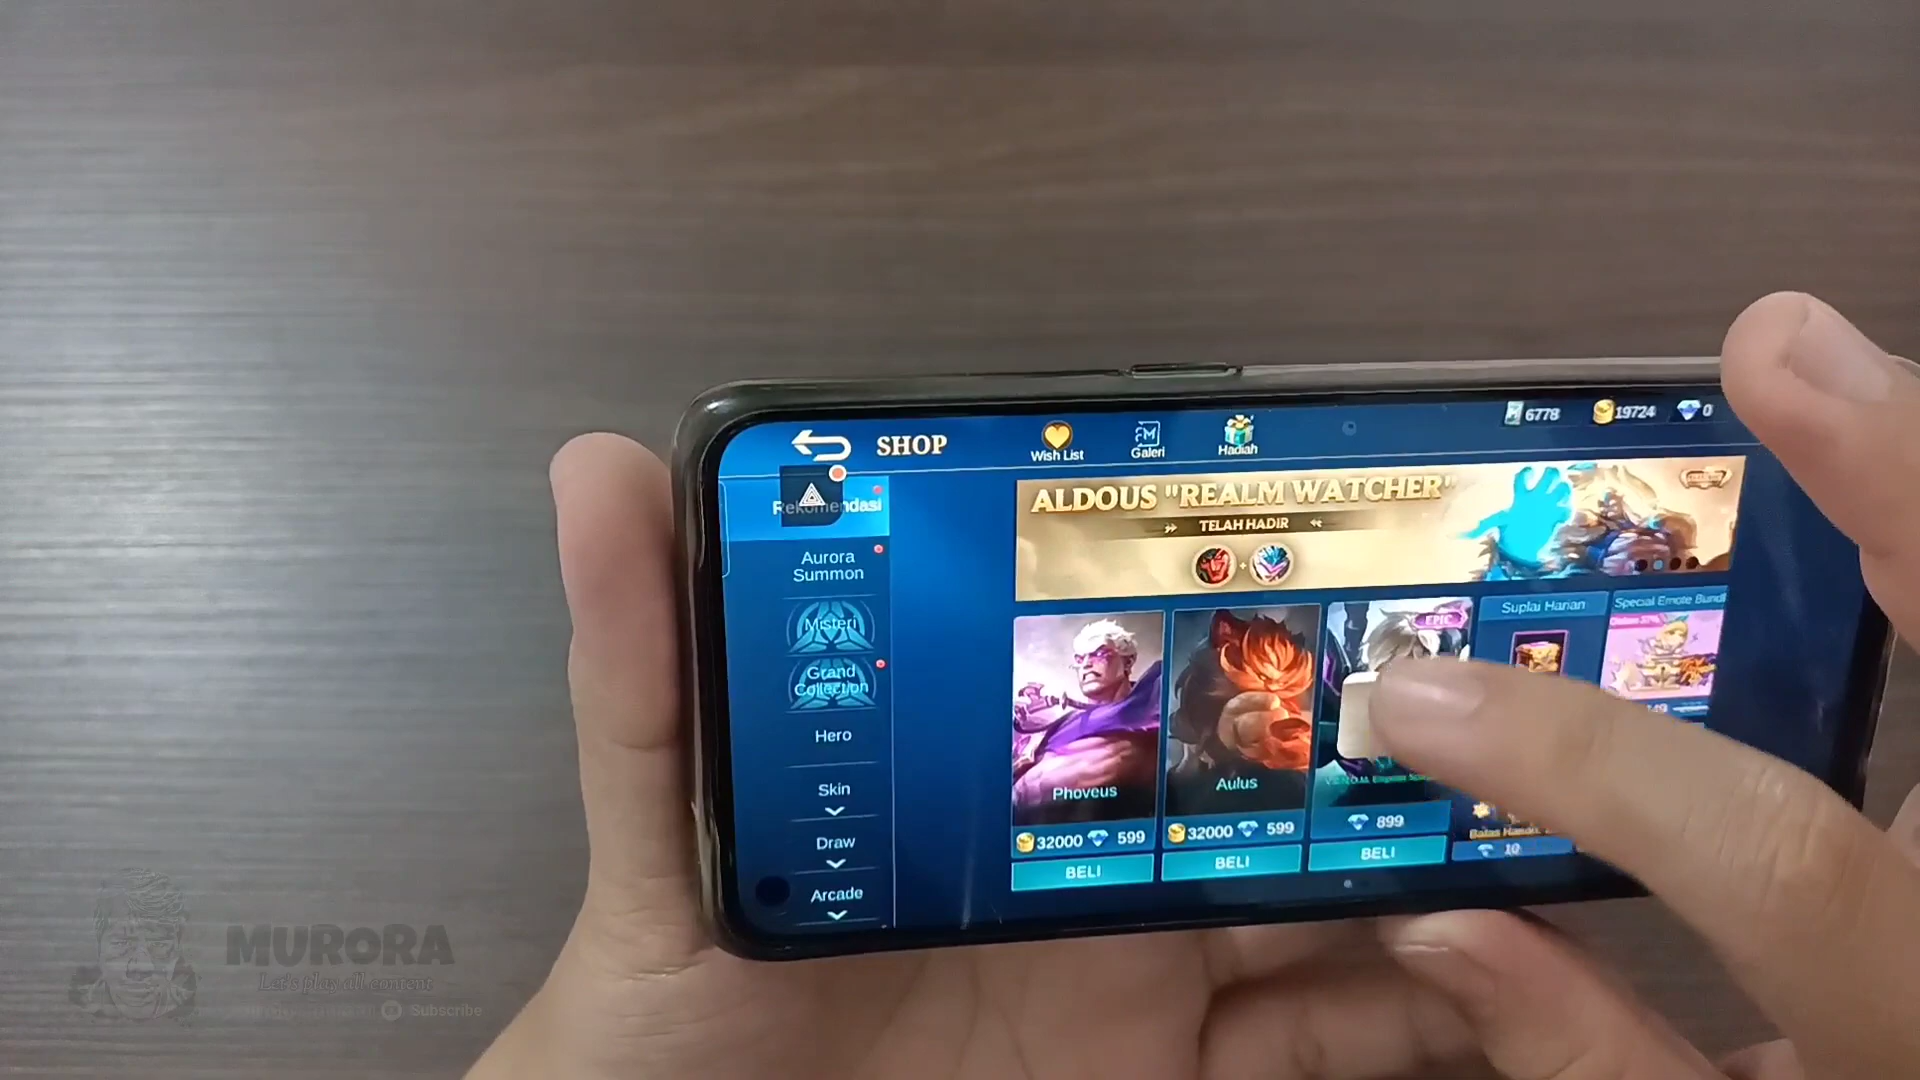 6778
19724
0
SHOP
Wish List
Galeri
Hadiah
ALDOUS "REALM WATCHER"
TELAH HADIR
Rekomendasi
Aurora
Summon
Misteri
Grand
Collection
Hero
Skin
Draw
Arcade
Phoveus
32000 599
BELI
Aulus
32000 599
BELI
EPIC
V.E.N.O.M. Emperor
899
BELI
Suplai Harian
10
Special Emote Bundl
MURORA
Let's play all content
Subscribe